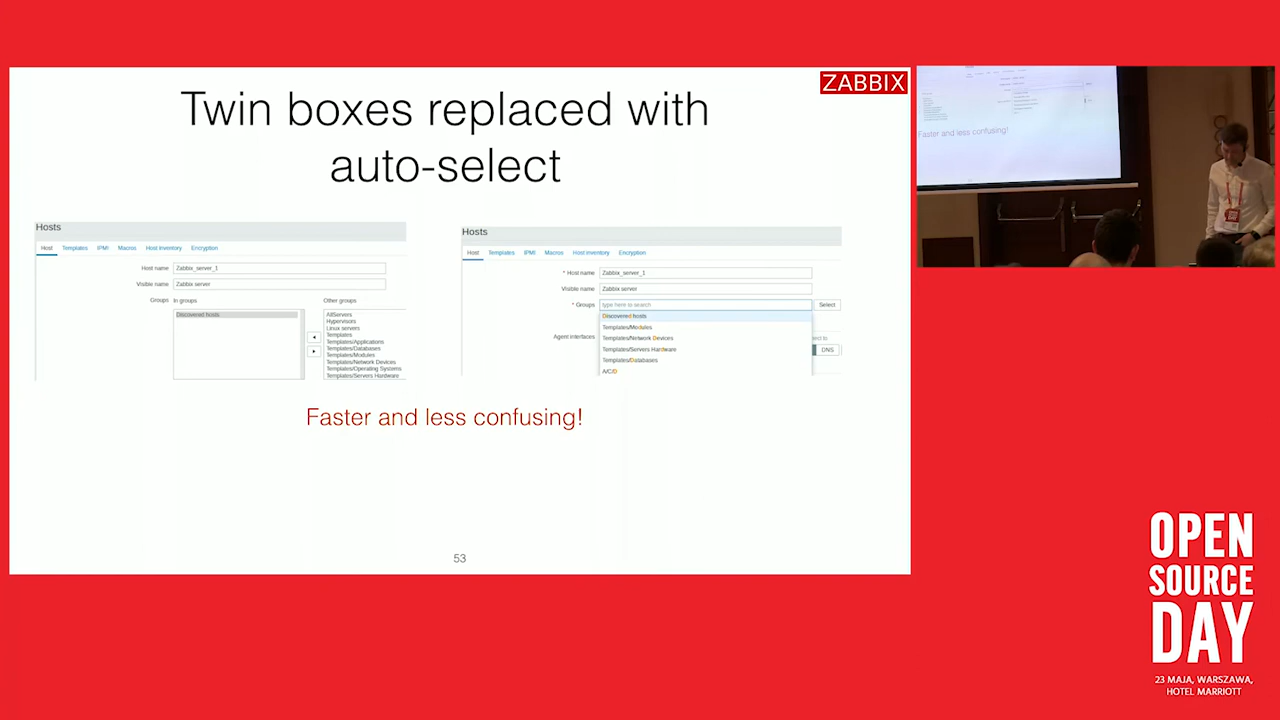 ZABBIX
Twin boxes replaced with
auto-select
Hosts
Host Templates IPMI Macros Host inventory Encryption
Host name Zabbix_server_1
Visible name Zabbix server
Groups In groups Other groups
Discovered hosts
AllServers
Hypervisors
Linux servers
Templates
Templates/Applications
Templates/Databases
Templates/Modules
Templates/Network Devices
Templates/Operating Systems
Templates/Servers Hardware
Hosts
Host Templates IPMI Macros Host inventory Encryption
* Host name Zabbix_server_1
Visible name Zabbix server
* Groups type here to search Select
Discovered hosts
Templates/Modules
Templates/Network Devices
Templates/Servers Hardware
Templates/Databases
A/C/D
Agent interfaces
DNS
Faster and less confusing!
53
Faster and less confusing!
OPEN
SOURCE
DAY
23 MAJA, WARSZAWA,
HOTEL MARRIOTT